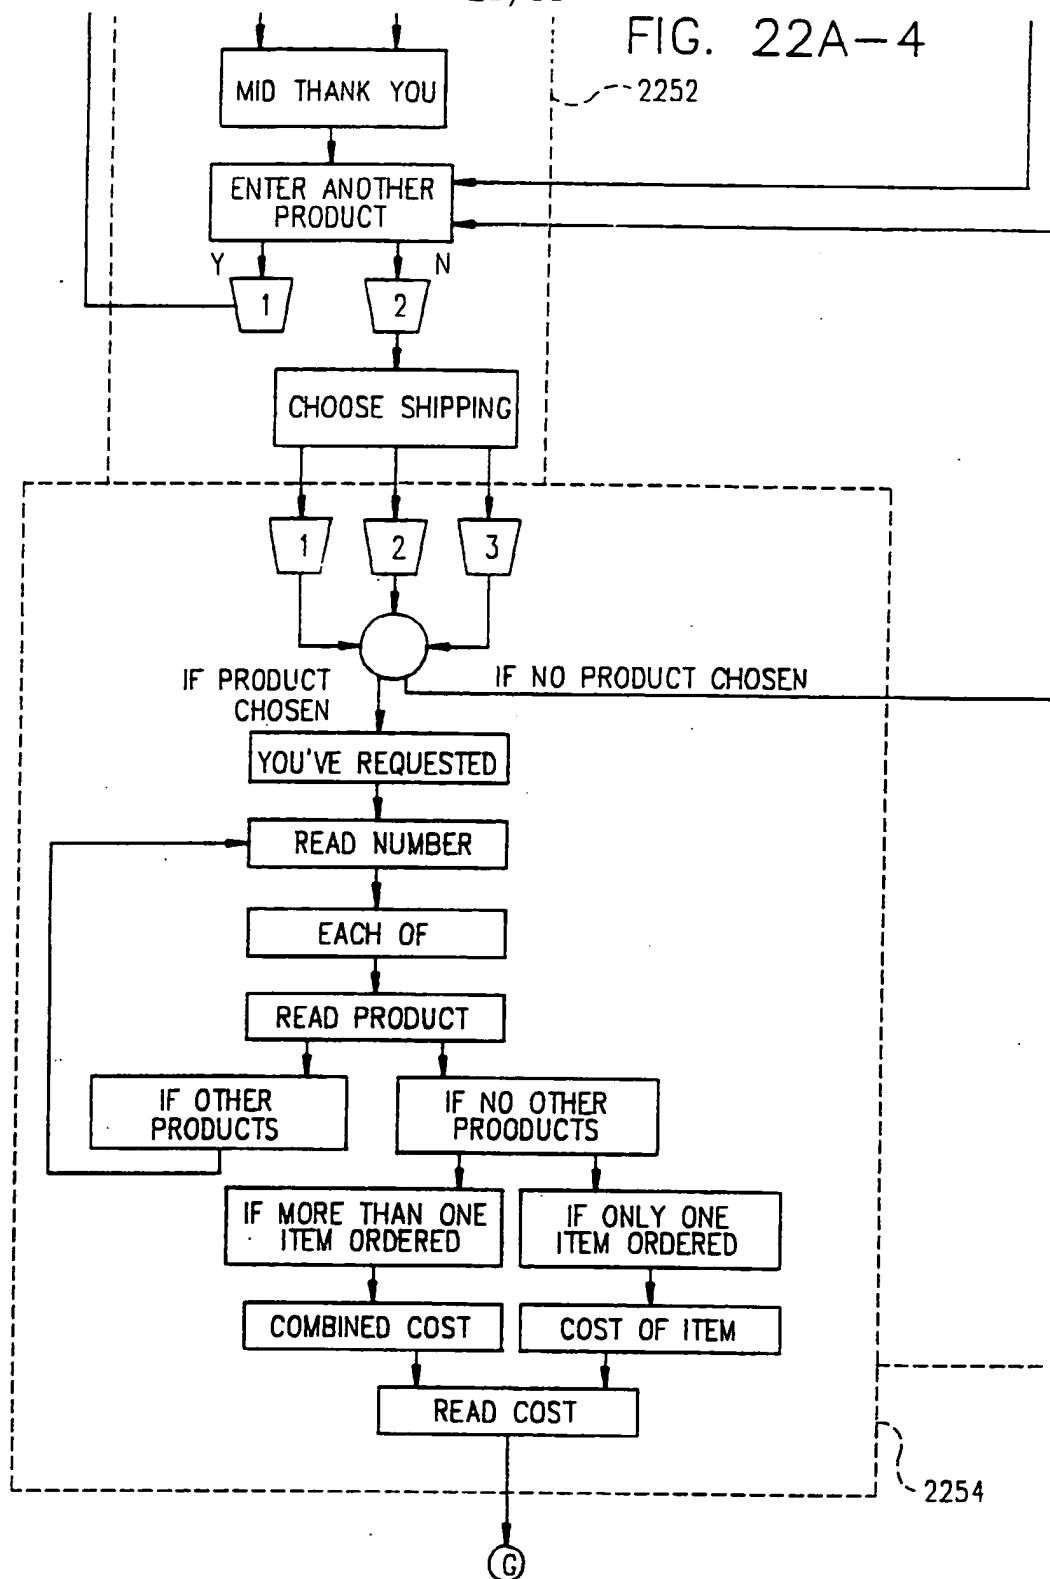 FIG. 22A-4
MID THANK YOU
2252
ENTER ANOTHER
PRODUCT
Y
N
1
2
CHOOSE SHIPPING
1
2
3
IF PRODUCT
CHOSEN
IF NO PRODUCT CHOSEN
YOU'VE REQUESTED
READ NUMBER
EACH OF
READ PRODUCT
IF OTHER
PRODUCTS
IF NO OTHER
PROODUCTS
IF MORE THAN ONE
ITEM ORDERED
IF ONLY ONE
ITEM ORDERED
COMBINED COST
COST OF ITEM
READ COST
2254
G